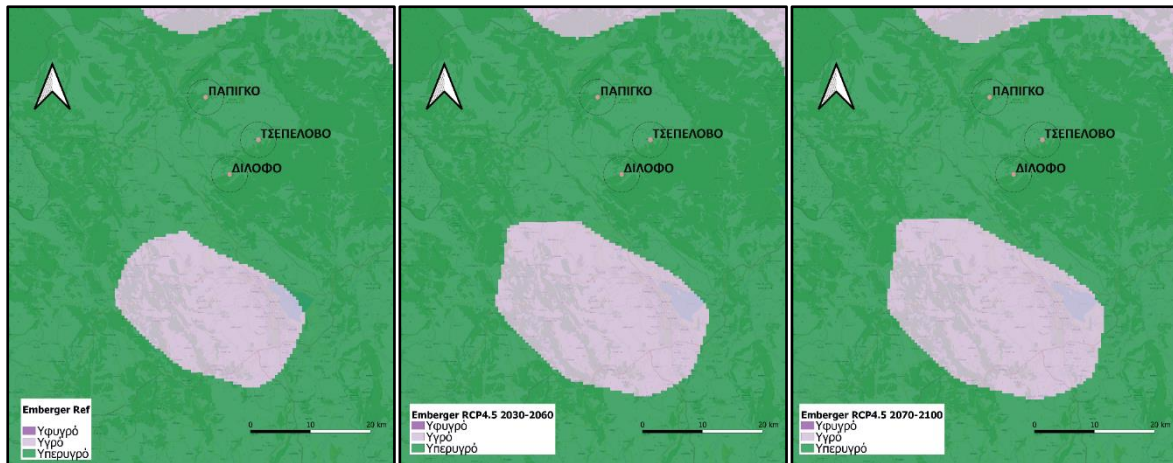 ΠΑΠΙΓΚΟ
ΤΣΕΠΕΛΟΒΟ
ΔΙΛΟΦΟ
Emberger Ref
Υφυγρό
Υγρό
Υπερυγρό
0 10 20 km
ΠΑΠΙΓΚΟ
ΤΣΕΠΕΛΟΒΟ
ΔΙΛΟΦΟ
Emberger RCP4.5 2030-2060
Υφυγρό
Υγρό
Υπερυγρό
0 10 20 km
ΠΑΠΙΓΚΟ
ΤΣΕΠΕΛΟΒΟ
ΔΙΛΟΦΟ
Emberger RCP4.5 2070-2100
Υφυγρό
Υγρό
Υπερυγρό
0 10 20 km